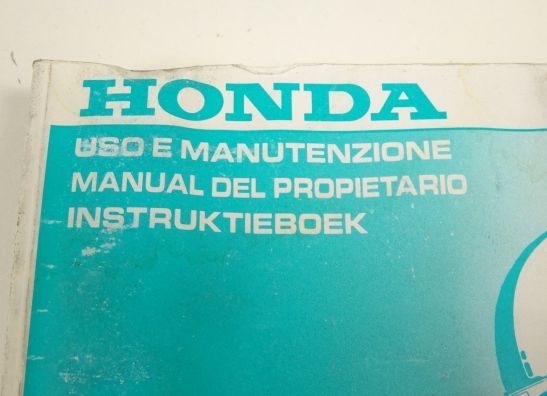 HONDA
USO E MANUTENZIONE
MANUAL DEL PROPIETARIO
INSTRUKTIEBOEK